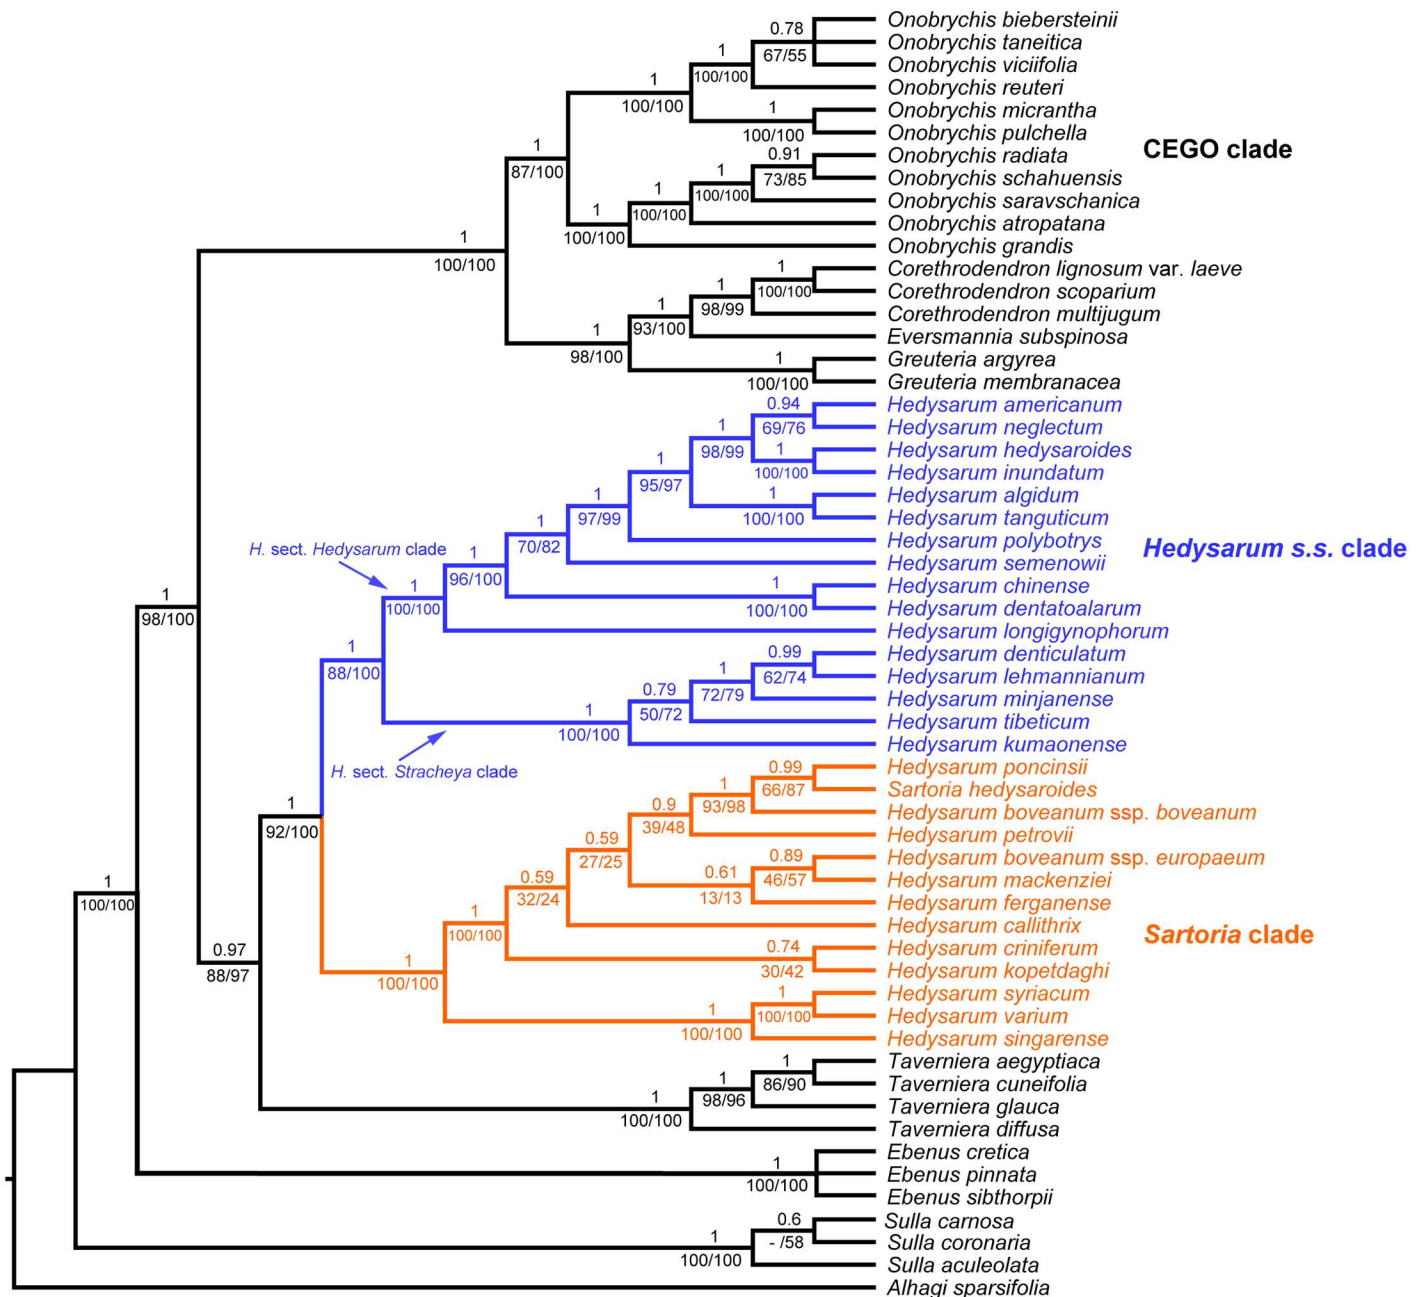 Onobrychis biebersteinii
0.78
Onobrychis taneitica
1
67/55
Onobrychis viciifolia
1
100/100
Onobrychis reuteri
100/100
1
Onobrychis micrantha
100/100
Onobrychis pulchella
1
87/100
0.91
Onobrychis radiata
CEGO clade
1
73/85
Onobrychis schahuensis
1
100/100
Onobrychis saravschanica
1
100/100
Onobrychis atropatana
100/100
Onobrychis grandis
1
100/100
1
Corethrodendron lignosum var. laeve
1
100/100
Corethrodendron scoparium
1
98/99
Corethrodendron multijugum
1
93/100
Eversmannia subspinosa
98/100
1
Greuteria argyrea
100/100
Greuteria membranacea
0.94
Hedysarum americanum
1
69/76
Hedysarum neglectum
98/99
1
Hedysarum hedysaroides
1
100/100
Hedysarum inundatum
95/97
1
Hedysarum algidum
1
97/99
100/100
Hedysarum tanguticum
1
70/82
Hedysarum polybotrys
Hedysarum s.s. clade
H. sect. Hedysarum clade
1
96/100
Hedysarum semenowii
1
100/100
1
Hedysarum chinense
100/100
Hedysarum dentatoalarum
1
98/100
Hedysarum longigynophorum
1
88/100
0.99
Hedysarum denticulatum
1
62/74
Hedysarum lehmannianum
0.79
72/79
Hedysarum minjanense
1
50/72
Hedysarum tibeticum
100/100
Hedysarum kumaonense
H. sect. Stracheya clade
0.99
Hedysarum poncinsii
1
66/87
Sartoria hedysaroides
0.9
93/98
Hedysarum boveanum ssp. boveanum
1
92/100
39/48
Hedysarum petrovii
0.59
27/25
0.89
Hedysarum boveanum ssp. europaeum
0.61
46/57
Hedysarum mackenziei
1
100/100
0.59
32/24
13/13
Hedysarum ferganense
1
100/100
Hedysarum callithrix
Sartoria clade
0.97
88/97
0.74
Hedysarum criniferum
1
100/100
30/42
Hedysarum kopetdaghi
1
Hedysarum syriacum
1
100/100
Hedysarum varium
100/100
Hedysarum singarense
1
Taverniera aegyptiaca
1
86/90
Taverniera cuneifolia
1
98/96
Taverniera glauca
100/100
Taverniera diffusa
Ebenus cretica
1
Ebenus pinnata
100/100
Ebenus sibthorpii
0.6
Sulla carnosa
1
- /58
Sulla coronaria
100/100
Sulla aculeolata
Alhagi sparsifolia